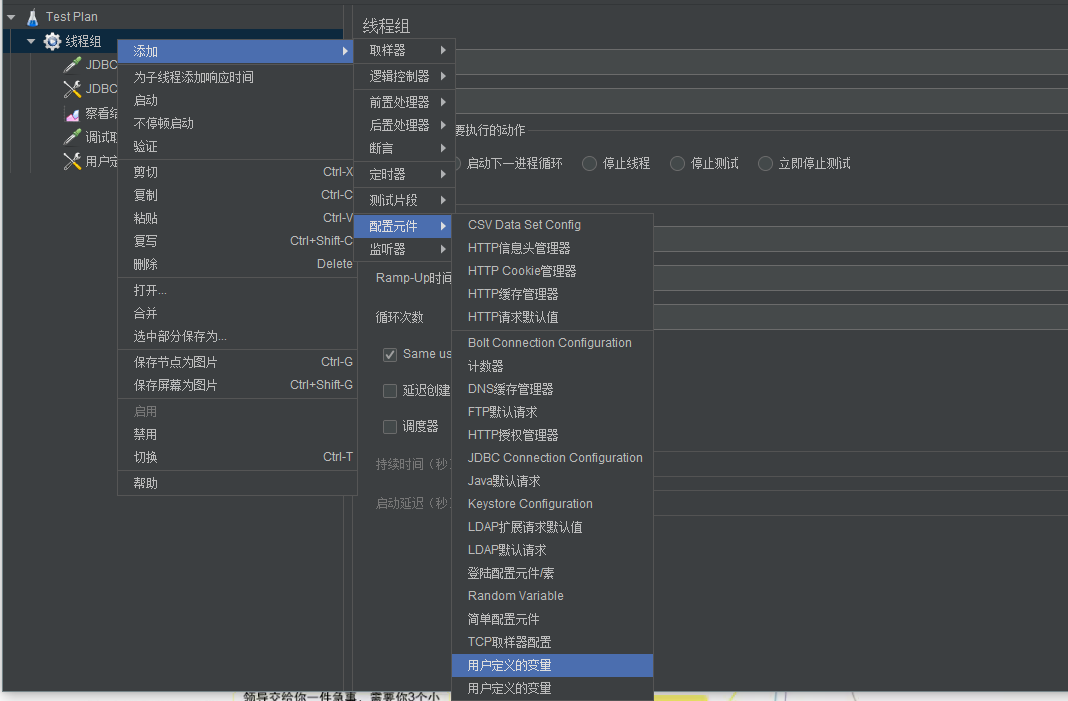 Test Plan
线程组
JDBC
JDBC
察看结
调试取
用户定
添加
为子线程添加响应时间
启动
不停顿启动
验证
剪切 Ctrl-X
复制 Ctrl-C
粘贴 Ctrl-V
复写 Ctrl+Shift-C
删除 Delete
打开...
合并
选中部分保存为...
保存节点为图片 Ctrl-G
保存屏幕为图片 Ctrl+Shift-G
启用
禁用
切换 Ctrl-T
帮助
线程组
取样器
逻辑控制器
前置处理器
后置处理器
断言
定时器
测试片段
配置元件
监听器
要执行的动作
启动下一进程循环 停止线程 停止测试 立即停止测试
Ramp-Up时间
循环次数
Same us
延迟创建
调度器
持续时间（秒）
启动延迟（秒）
CSV Data Set Config
HTTP信息头管理器
HTTP Cookie管理器
HTTP缓存管理器
HTTP请求默认值
Bolt Connection Configuration
计数器
DNS缓存管理器
FTP默认请求
HTTP授权管理器
JDBC Connection Configuration
Java默认请求
Keystore Configuration
LDAP扩展请求默认值
LDAP默认请求
登陆配置元件/素
Random Variable
简单配置元件
TCP取样器配置
用户定义的变量
用户定义的变量
领导交给你一件急事，需要你3个小